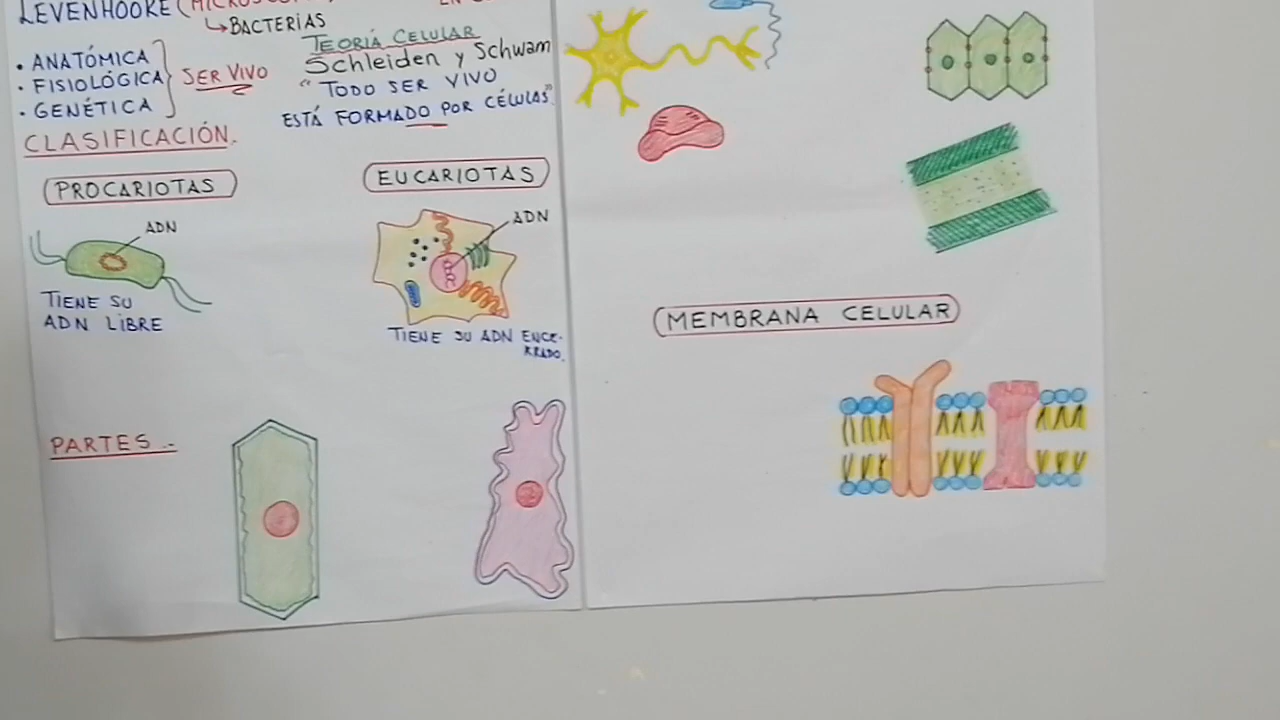 LEVENHOOKE (
↳ BACTERIAS
• ANATÓMICA
• FISIOLÓGICA
• GENÉTICA
SER VIVO
TEORÍA CELULAR
Schleiden y Schwam
"TODO SER VIVO
ESTÁ FORMADO POR CÉLULAS"
CLASIFICACIÓN.
PROCARIOTAS
EUCARIOTAS
ADN
ADN
TIENE SU
ADN LIBRE
TIENE SU ADN ENCE-
RRADO.
PARTES.-
MEMBRANA CELULAR